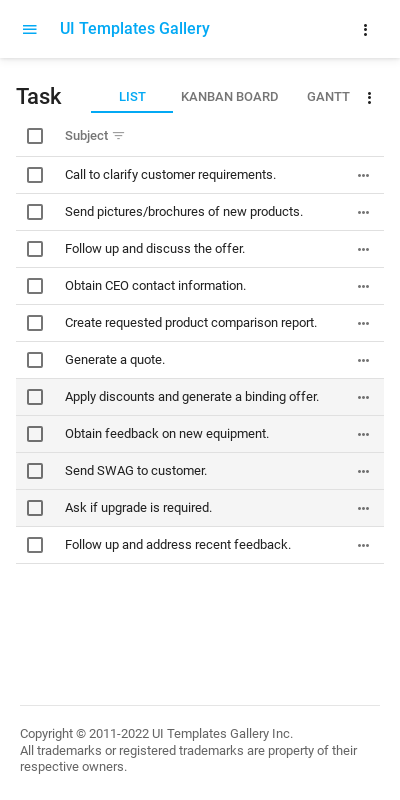 UI Templates Gallery
Task
LIST
KANBAN BOARD
GANTT
Subject
Call to clarify customer requirements.
Send pictures/brochures of new products.
Follow up and discuss the offer.
Obtain CEO contact information.
Create requested product comparison report.
Generate a quote.
Apply discounts and generate a binding offer.
Obtain feedback on new equipment.
Send SWAG to customer.
Ask if upgrade is required.
Follow up and address recent feedback.
Copyright © 2011-2022 UI Templates Gallery Inc.
All trademarks or registered trademarks are property of their
respective owners.